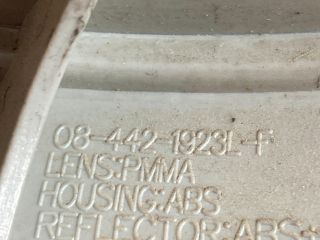 08-442-1923L-F
LENS:PMMA
HOUSING:ABS
REFLECTOR:ABS+